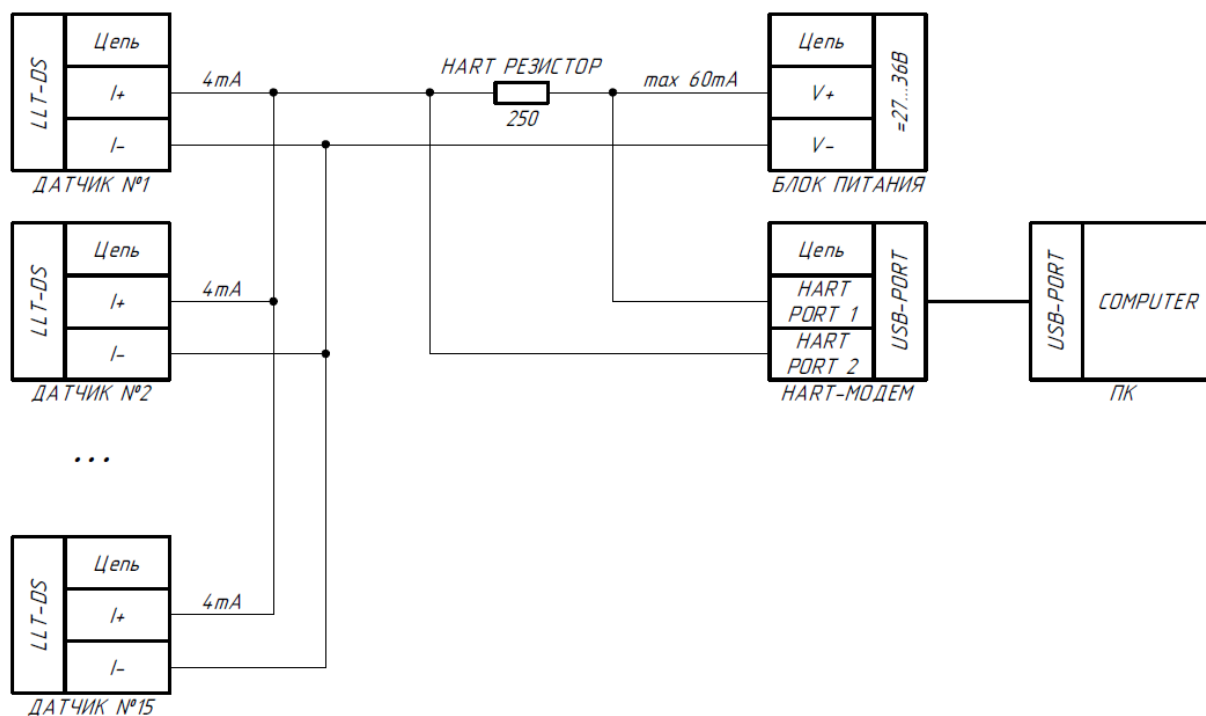 LLT-DS
Цепь
I+
I-
ДАТЧИК №1
4mA
HART РЕЗИСТОР
250
max 60mA
Цепь
V+
V-
=27...36В
БЛОК ПИТАНИЯ
LLT-DS
Цепь
I+
I-
ДАТЧИК №2
4mA
Цепь
HART
PORT 1
HART
PORT 2
USB-PORT
HART-МОДЕМ
USB-PORT
COMPUTER
ПК
...
LLT-DS
Цепь
I+
I-
ДАТЧИК №15
4mA